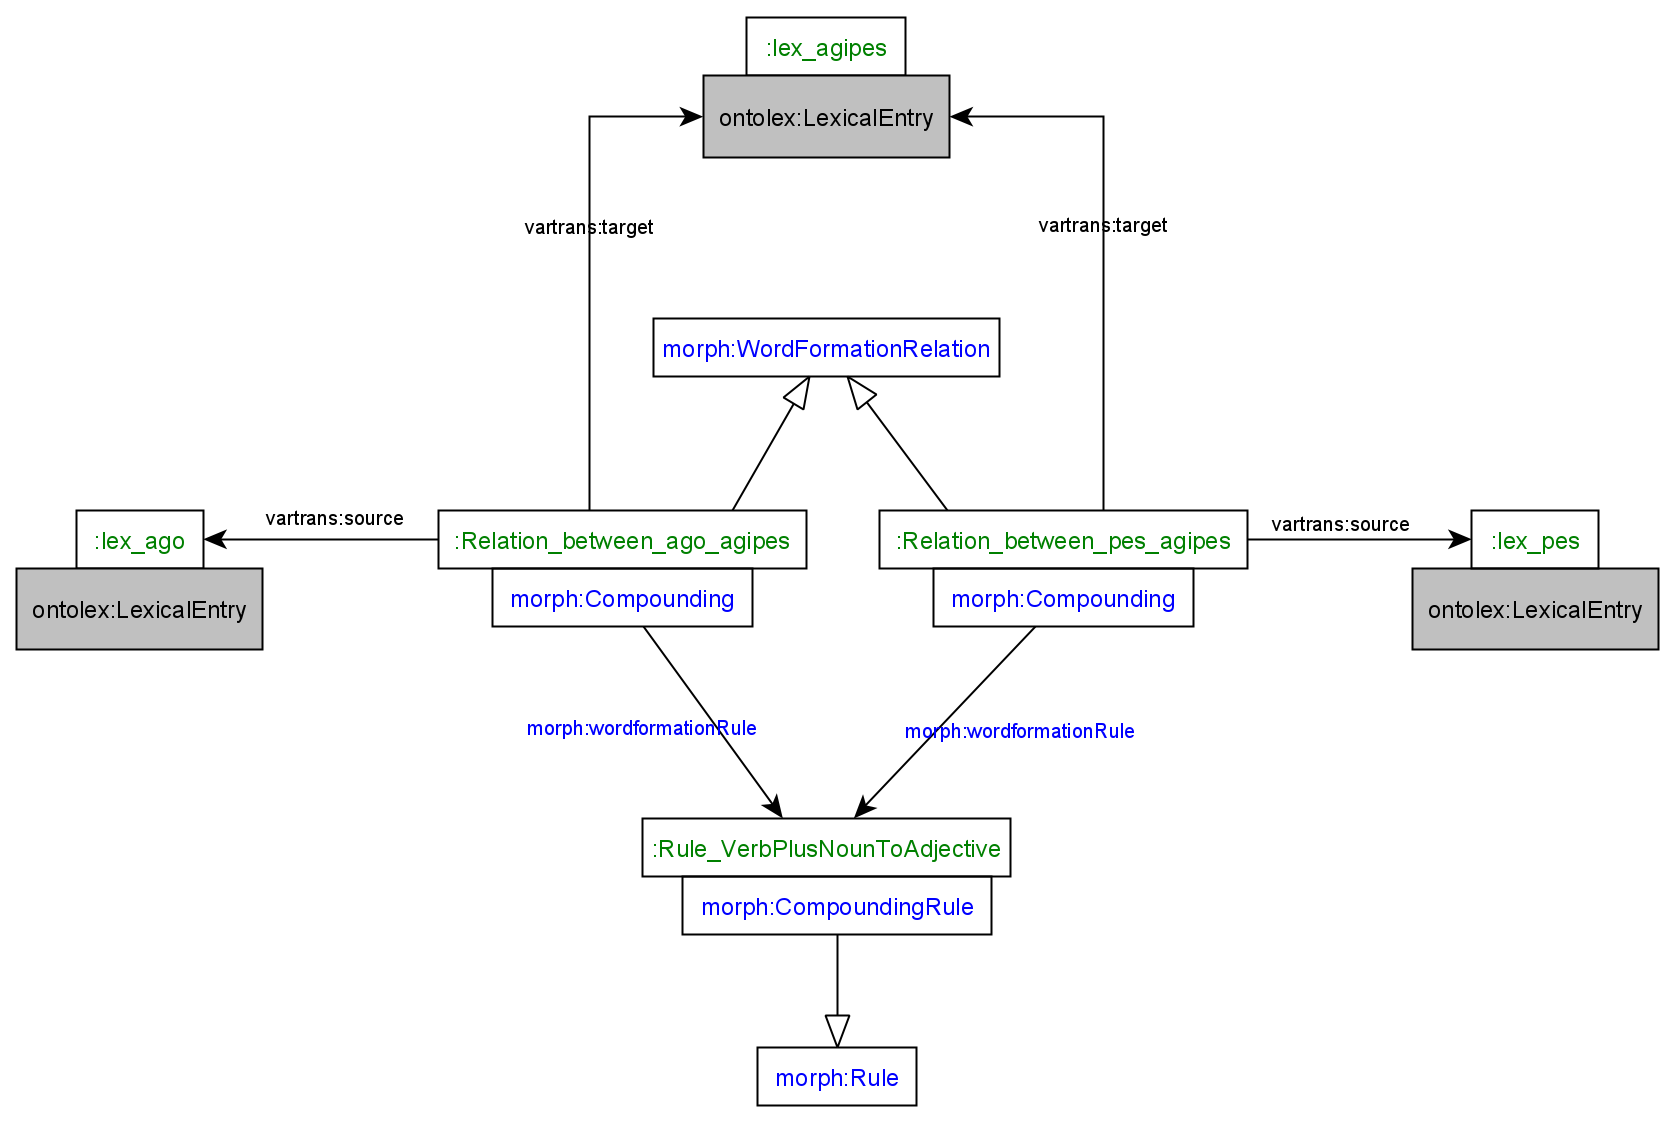 :lex_agipes
ontolex:LexicalEntry
vartrans:target
vartrans:target
morph:WordFormationRelation
:lex_ago
ontolex:LexicalEntry
vartrans:source
:Relation_between_ago_agipes
morph:Compounding
:Relation_between_pes_agipes
morph:Compounding
vartrans:source
:lex_pes
ontolex:LexicalEntry
morph:wordformationRule
morph:wordformationRule
:Rule_VerbPlusNounToAdjective
morph:CompoundingRule
morph:Rule